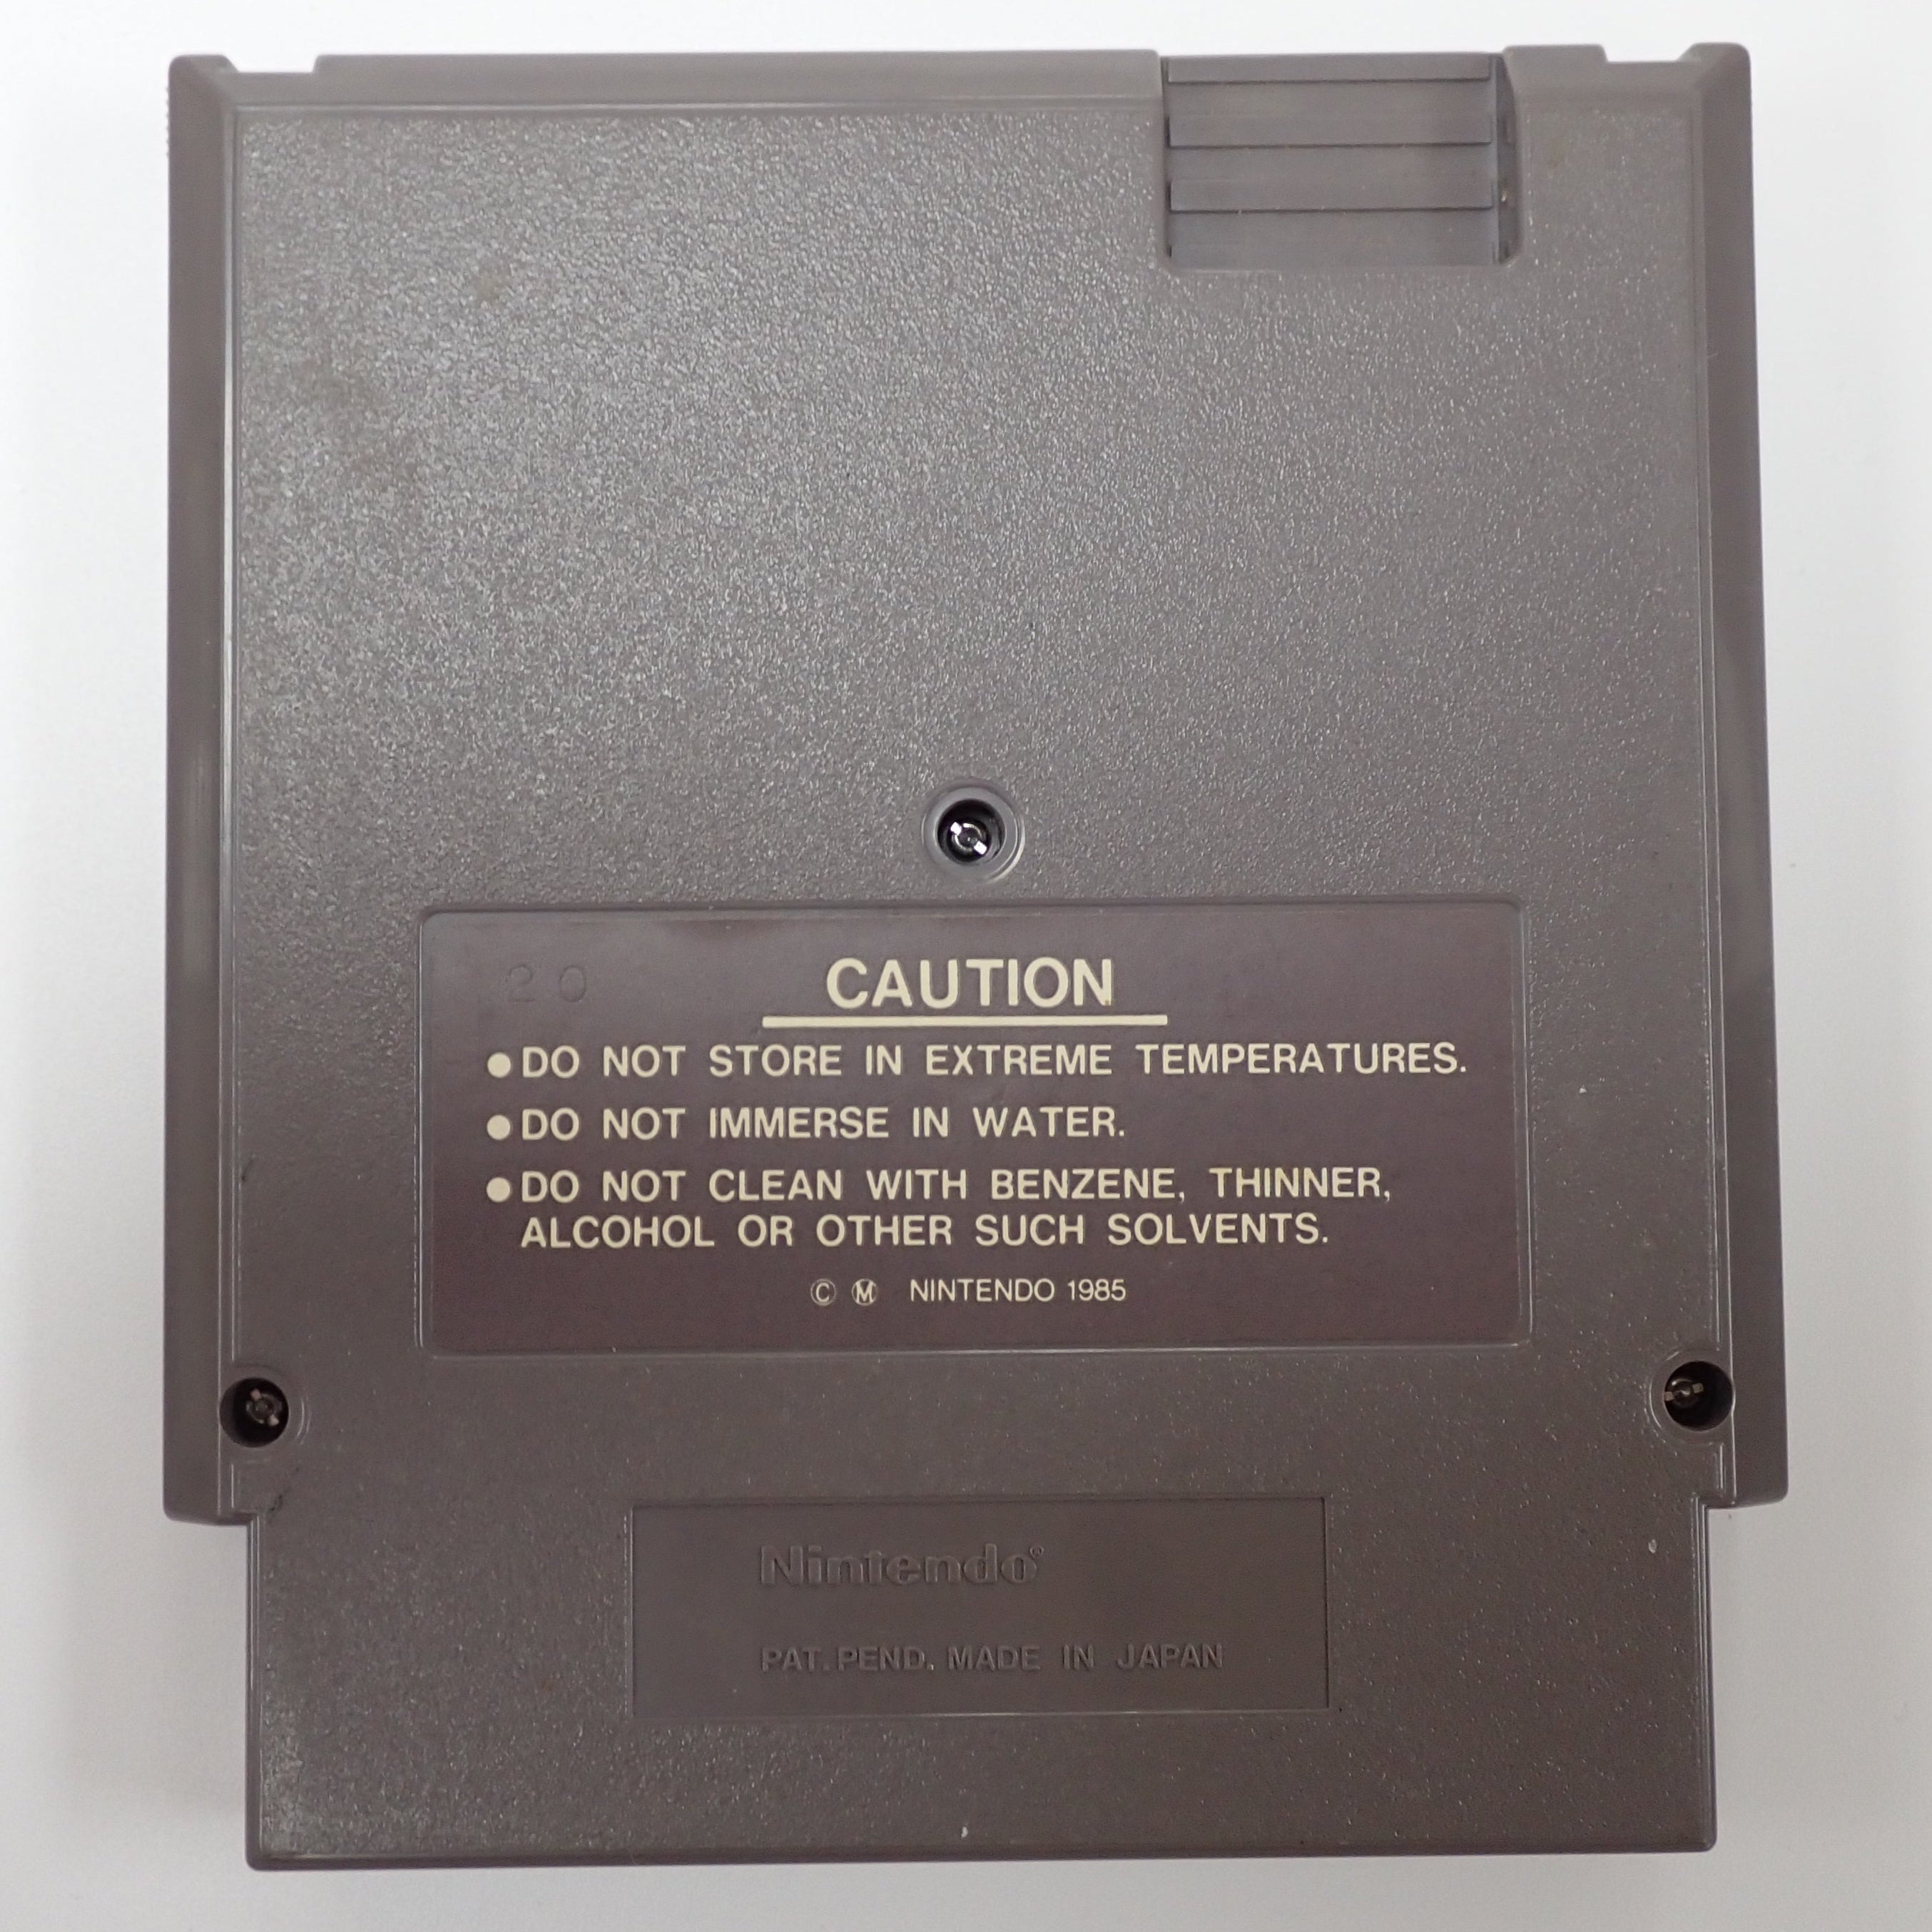 20
CAUTION
●DO NOT STORE IN EXTREME TEMPERATURES.
●DO NOT IMMERSE IN WATER.
●DO NOT CLEAN WITH BENZENE, THINNER,
ALCOHOL OR OTHER SUCH SOLVENTS.
Ⓒ Ⓜ NINTENDO 1985
Nintendo®
PAT. PEND. MADE IN JAPAN